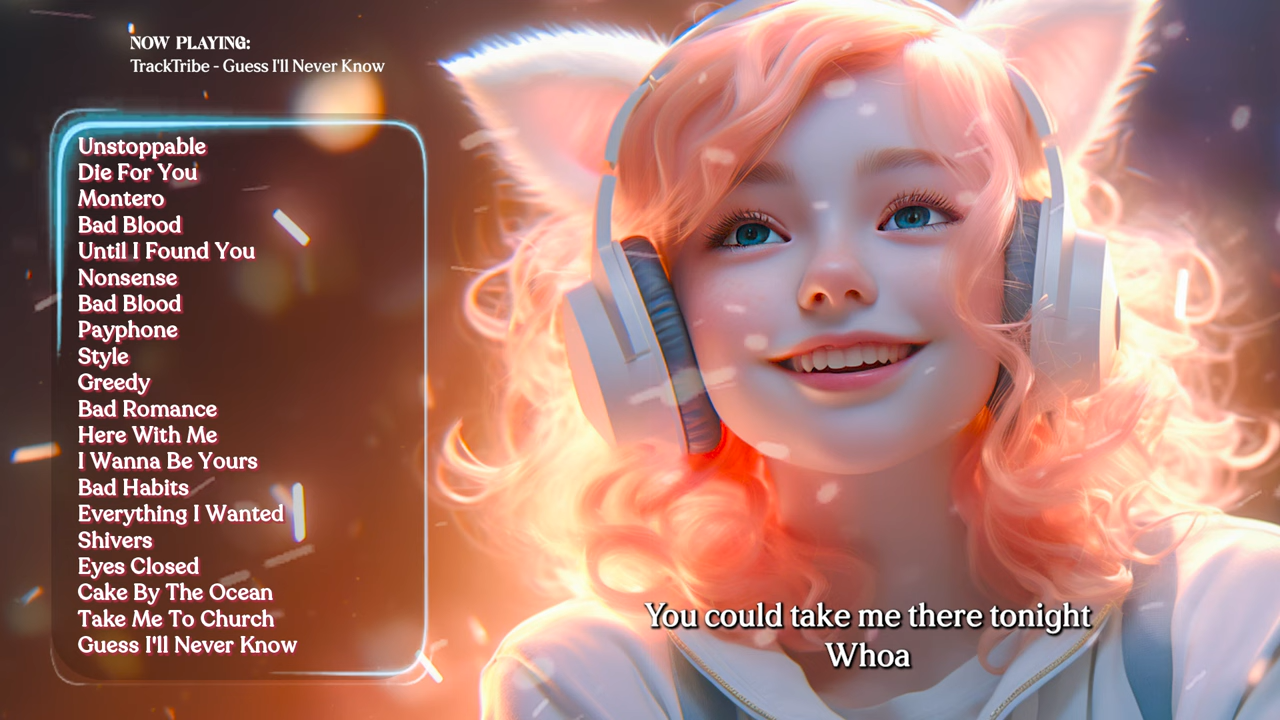 NOW PLAYING:
TrackTribe - Guess I'll Never Know
Unstoppable
Die For You
Montero
Bad Blood
Until I Found You
Nonsense
Bad Blood
Payphone
Style
Greedy
Bad Romance
Here With Me
I Wanna Be Yours
Bad Habits
Everything I Wanted
Shivers
Eyes Closed
Cake By The Ocean
Take Me To Church
Guess I'll Never Know
You could take me there tonight
Whoa